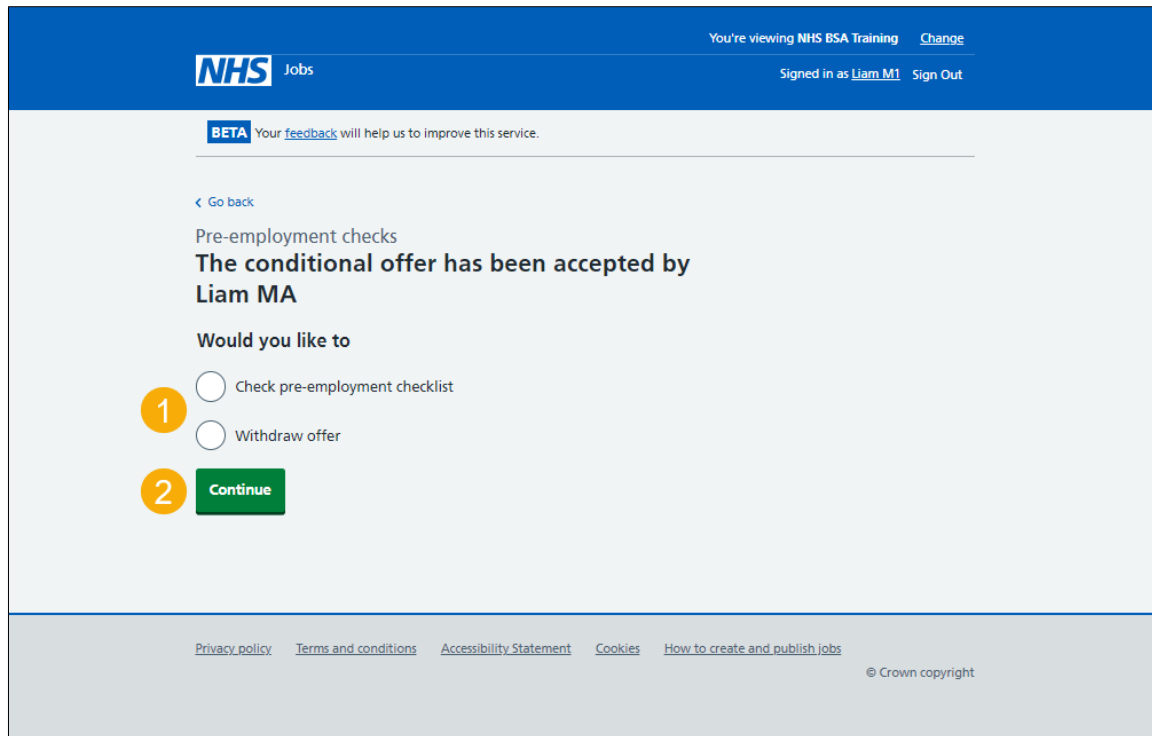 You're viewing NHS BSA Training Change
NHS Jobs
Signed in as Liam M1 Sign Out
BETA Your feedback will help us to improve this service.
Go back
Pre-employment checks
The conditional offer has been accepted by
Liam MA
Would you like to
Check pre-employment checklist
1
Withdraw offer
2
Continue
Privacy policy Terms and conditions Accessibility Statement Cookies How to create and publish jobs
© Crown copyright